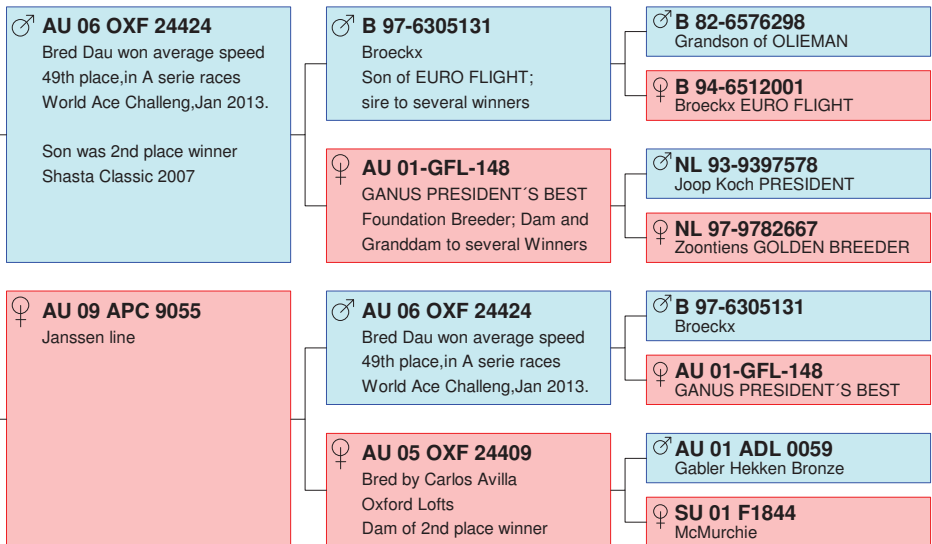 AU 06 OXF 24424
Bred Dau won average speed
49th place,in A serie races
World Ace Challeng,Jan 2013.
Son was 2nd place winner
Shasta Classic 2007
B 97-6305131
Broeckx
Son of EURO FLIGHT;
sire to several winners
B 82-6576298
Grandson of OLIEMAN
B 94-6512001
Broeckx EURO FLIGHT
AU 01-GFL-148
GANUS PRESIDENT´S BEST
Foundation Breeder; Dam and
Granddam to several Winners
NL 93-9397578
Joop Koch PRESIDENT
NL 97-9782667
Zoontiens GOLDEN BREEDER
AU 09 APC 9055
Janssen line
AU 06 OXF 24424
Bred Dau won average speed
49th place,in A serie races
World Ace Challeng,Jan 2013.
B 97-6305131
Broeckx
AU 01-GFL-148
GANUS PRESIDENT´S BEST
AU 05 OXF 24409
Bred by Carlos Avilla
Oxford Lofts
Dam of 2nd place winner
AU 01 ADL 0059
Gabler Hekken Bronze
SU 01 F1844
McMurchie